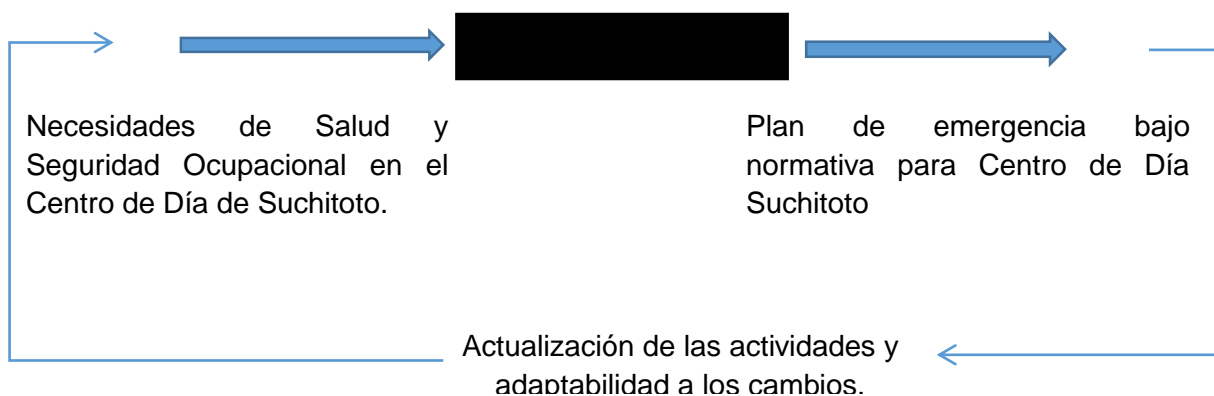 Necesidades de Salud y
Seguridad Ocupacional en el
Centro de Día de Suchitoto.
Plan de emergencia bajo
normativa para Centro de Día
Suchitoto
Actualización de las actividades y
adaptabilidad a los cambios.